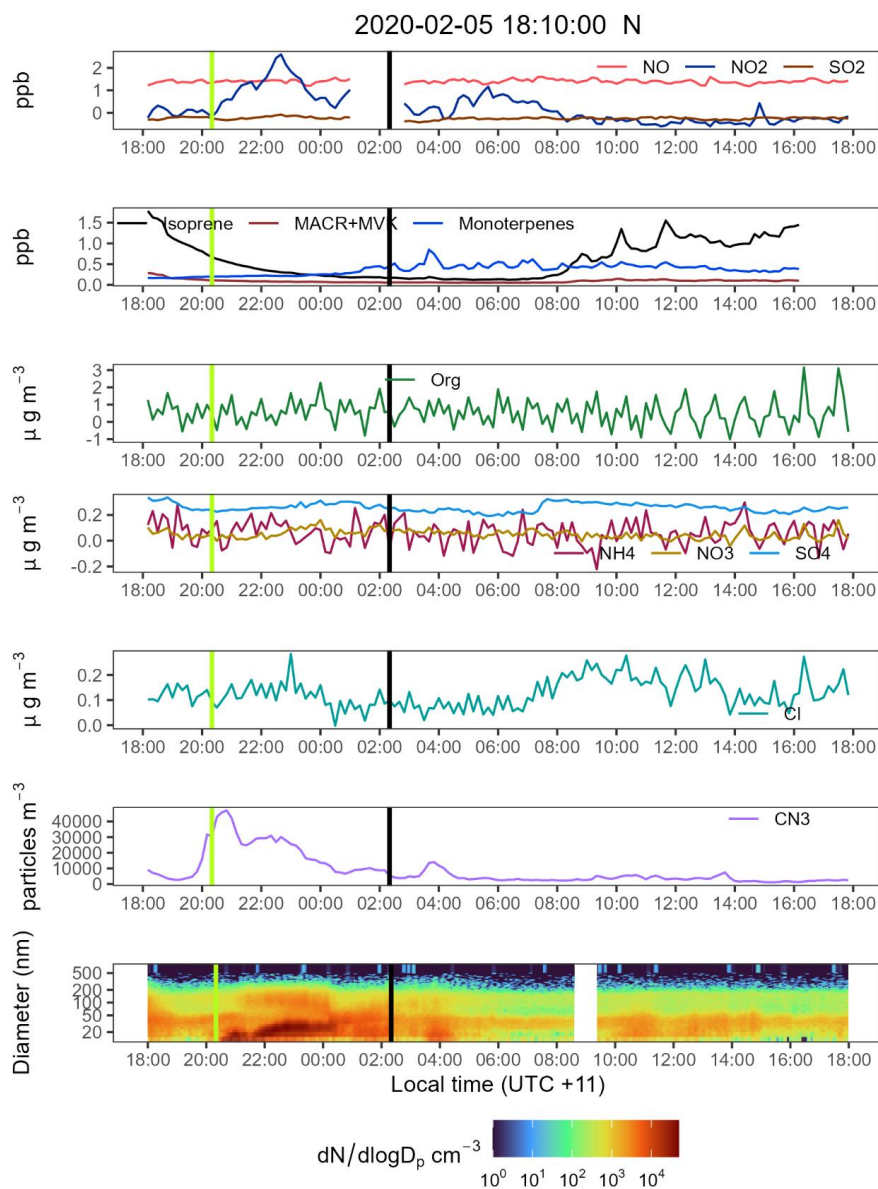 2020-02-05 18:10:00 N
ppb
2
1
0
NO NO2 SO2
18:00 20:00 22:00 00:00 02:00 04:00 06:00 08:00 10:00 12:00 14:00 16:00 18:00
ppb
1.5
1.0
0.5
0.0
Isoprene MACR+MVK Monoterpenes
18:00 20:00 22:00 00:00 02:00 04:00 06:00 08:00 10:00 12:00 14:00 16:00 18:00
μ g m⁻³
3
2
1
0
-1
Org
18:00 20:00 22:00 00:00 02:00 04:00 06:00 08:00 10:00 12:00 14:00 16:00 18:00
μ g m⁻³
0.2
0.0
-0.2
NH4 NO3 SO4
18:00 20:00 22:00 00:00 02:00 04:00 06:00 08:00 10:00 12:00 14:00 16:00 18:00
μ g m⁻³
0.2
0.1
0.0
Cl
18:00 20:00 22:00 00:00 02:00 04:00 06:00 08:00 10:00 12:00 14:00 16:00 18:00
particles m⁻³
40000
30000
20000
10000
0
CN3
18:00 20:00 22:00 00:00 02:00 04:00 06:00 08:00 10:00 12:00 14:00 16:00 18:00
Diameter (nm)
500
200
100
50
20
18:00 20:00 22:00 00:00 02:00 04:00 06:00 08:00 10:00 12:00 14:00 16:00 18:00
Local time (UTC +11)
dN/dlogDₚ cm⁻³
10⁰ 10¹ 10² 10³ 10⁴